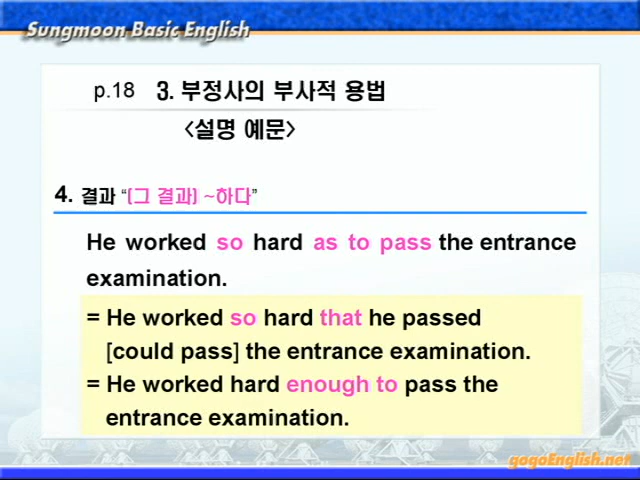 Sungmoon Basic English
p.18 3. 부정사의 부사적 용법
<설명 예문>
4. 결과 “(그 결과) ~하다”
He worked so hard as to pass the entrance
examination.
= He worked so hard that he passed
[could pass] the entrance examination.
= He worked hard enough to pass the
entrance examination.
gogoEnglish.net